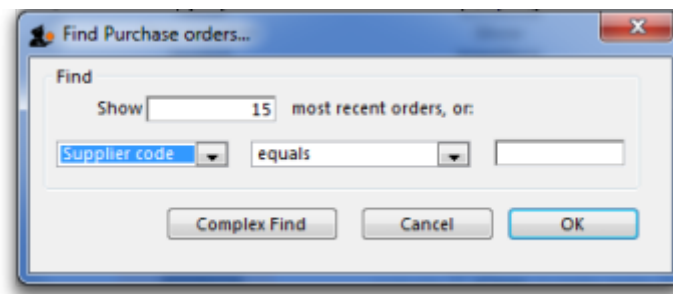 Find Purchase orders...
Find
Show 15 most recent orders, or:
Supplier code equals
Complex Find Cancel OK